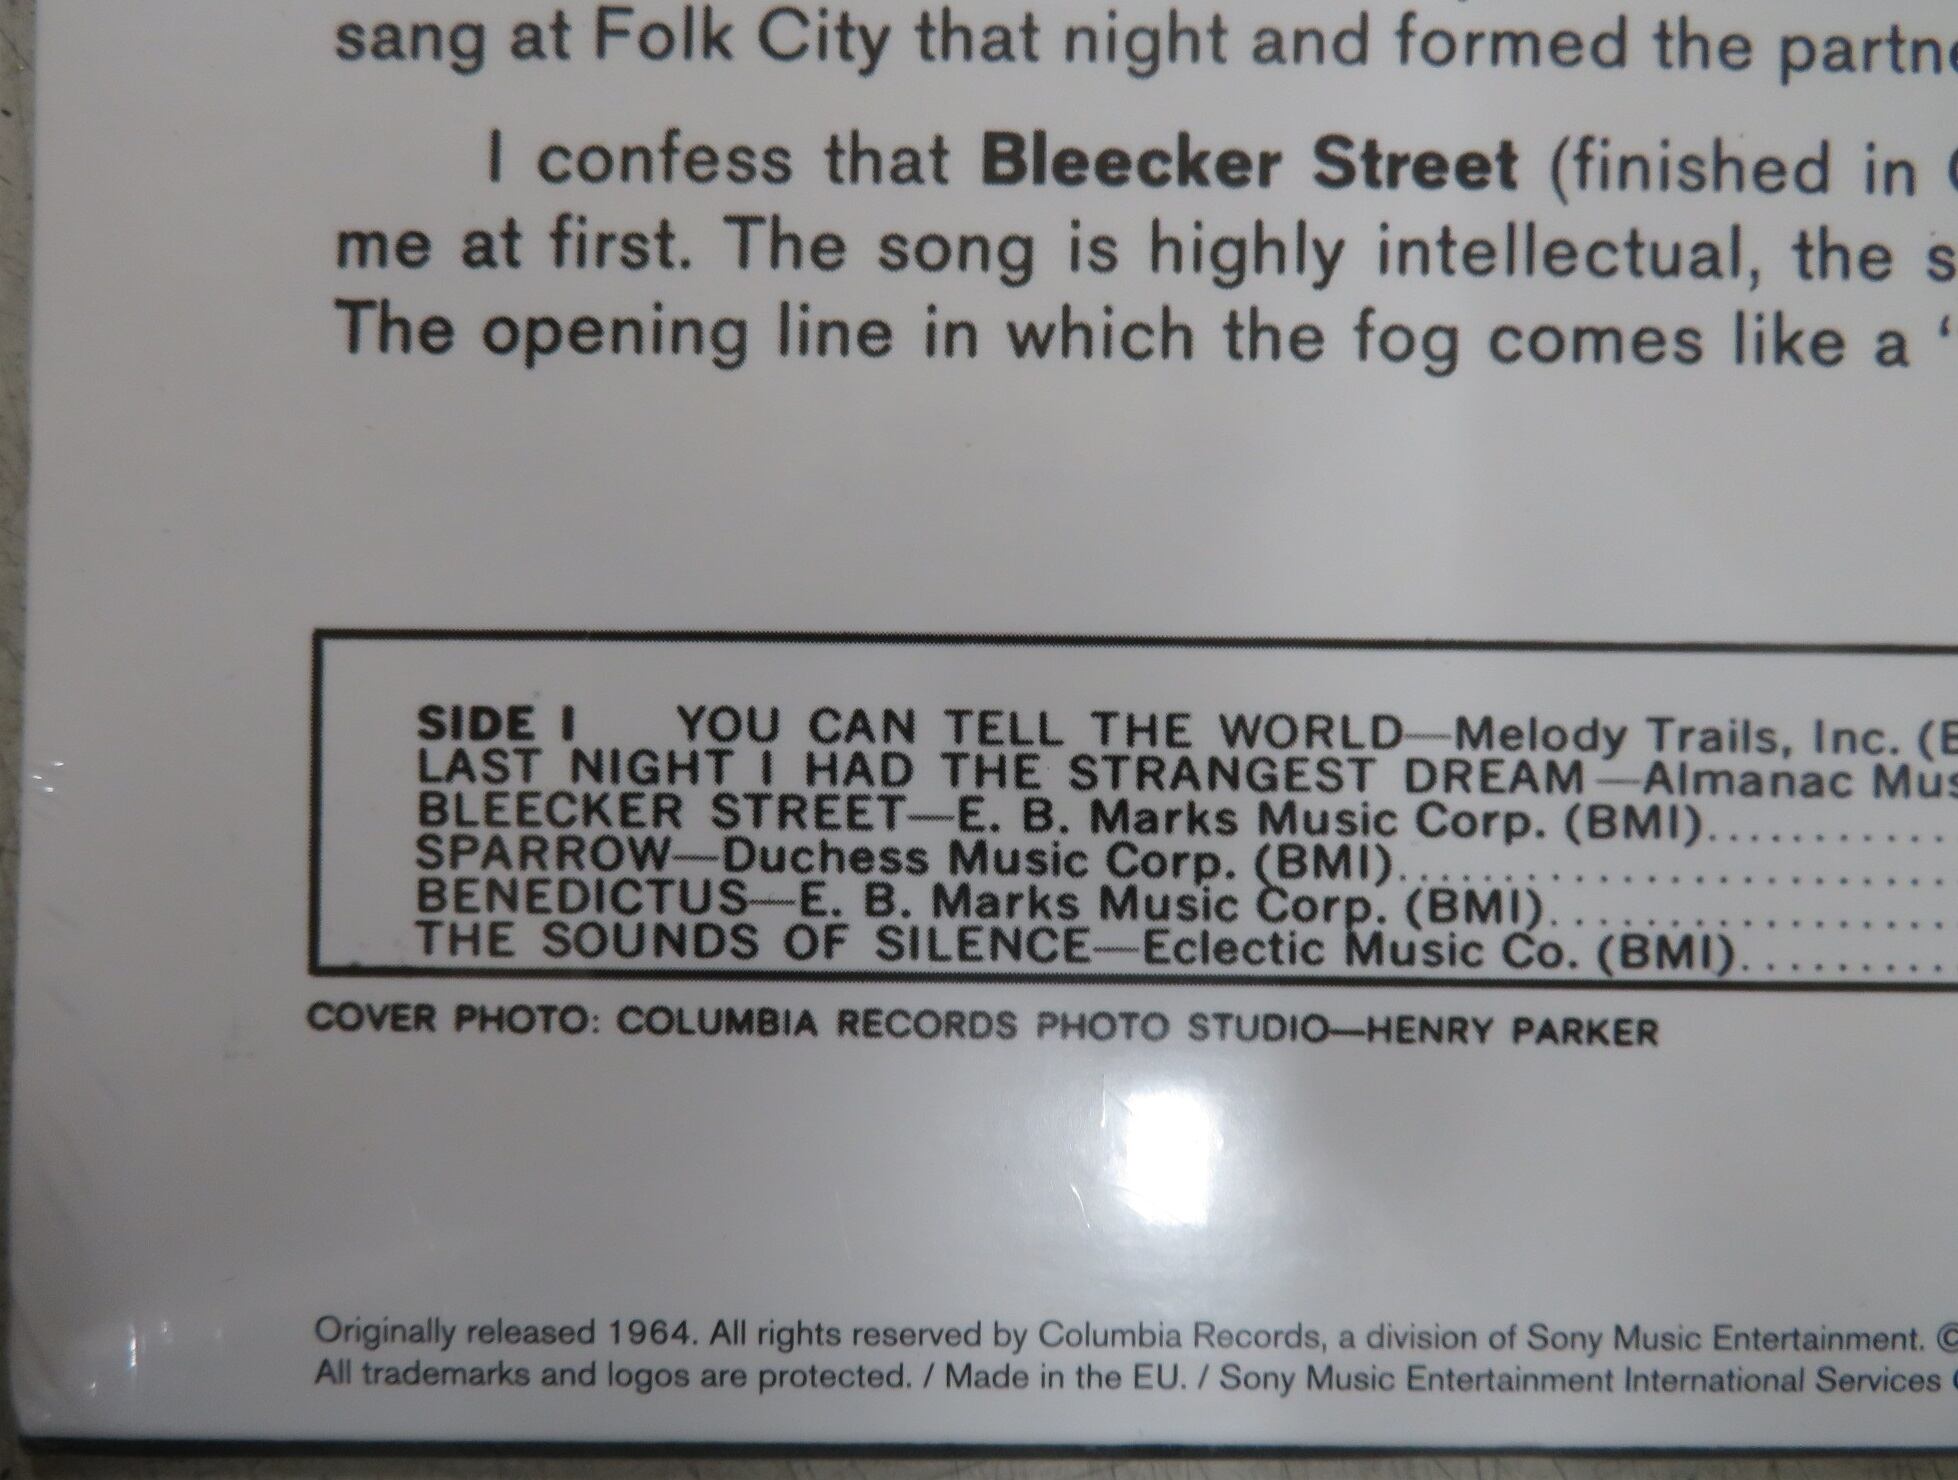 sang at Folk City that night and formed the
I confess that Bleecker Street (finished in
me at first. The song is highly intellectual, the
The opening line in which the fog comes like a '
SIDE I YOU CAN TELL THE WORLD—Melody Trails, Inc. (
LAST NIGHT I HAD THE STRANGEST DREAM—Almanac
BLEECKER STREET—E. B. Marks Music Corp. (BMI)..........
SPARROW—Duchess Music Corp. (BMI)..........................
BENEDICTUS—E. B. Marks Music Corp. (BMI)..................
THE SOUNDS OF SILENCE—Eclectic Music Co. (BMI).........
COVER PHOTO: COLUMBIA RECORDS PHOTO STUDIO—HENRY PARKER
Originally released 1964. All rights reserved by Columbia Records, a division of Sony Music Entertainment. ©
All trademarks and logos are protected. / Made in the EU. / Sony Music Entertainment International Services